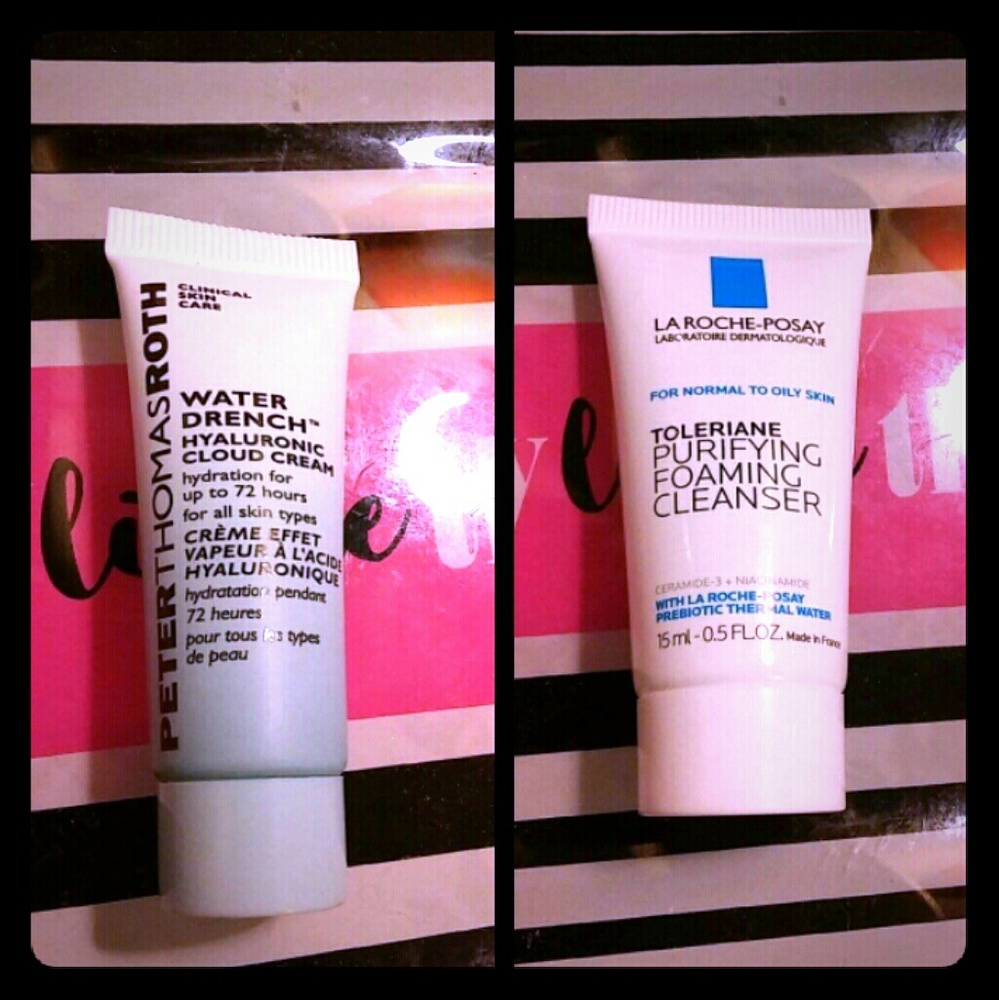 PETERTHOMASROTH
CLINICAL
SKIN
CARE
WATER
DRENCH™
HYALURONIC
CLOUD CREAM
hydration for
up to 72 hours
for all skin types
CRÈME EFFET
VAPEUR À L'ACIDE
HYALURONIQUE
hydratation pendant
72 heures
pour tous les types
de peau
LA ROCHE-POSAY
LABORATOIRE DERMATOLOGIQUE
FOR NORMAL TO OILY SKIN
TOLERIANE
PURIFYING
FOAMING
CLEANSER
CERAMIDE-3 + NIACINAMIDE
WITH LA ROCHE-POSAY
PREBIOTIC THERMAL WATER
15 ml - 0.5 FL.OZ. Made in France